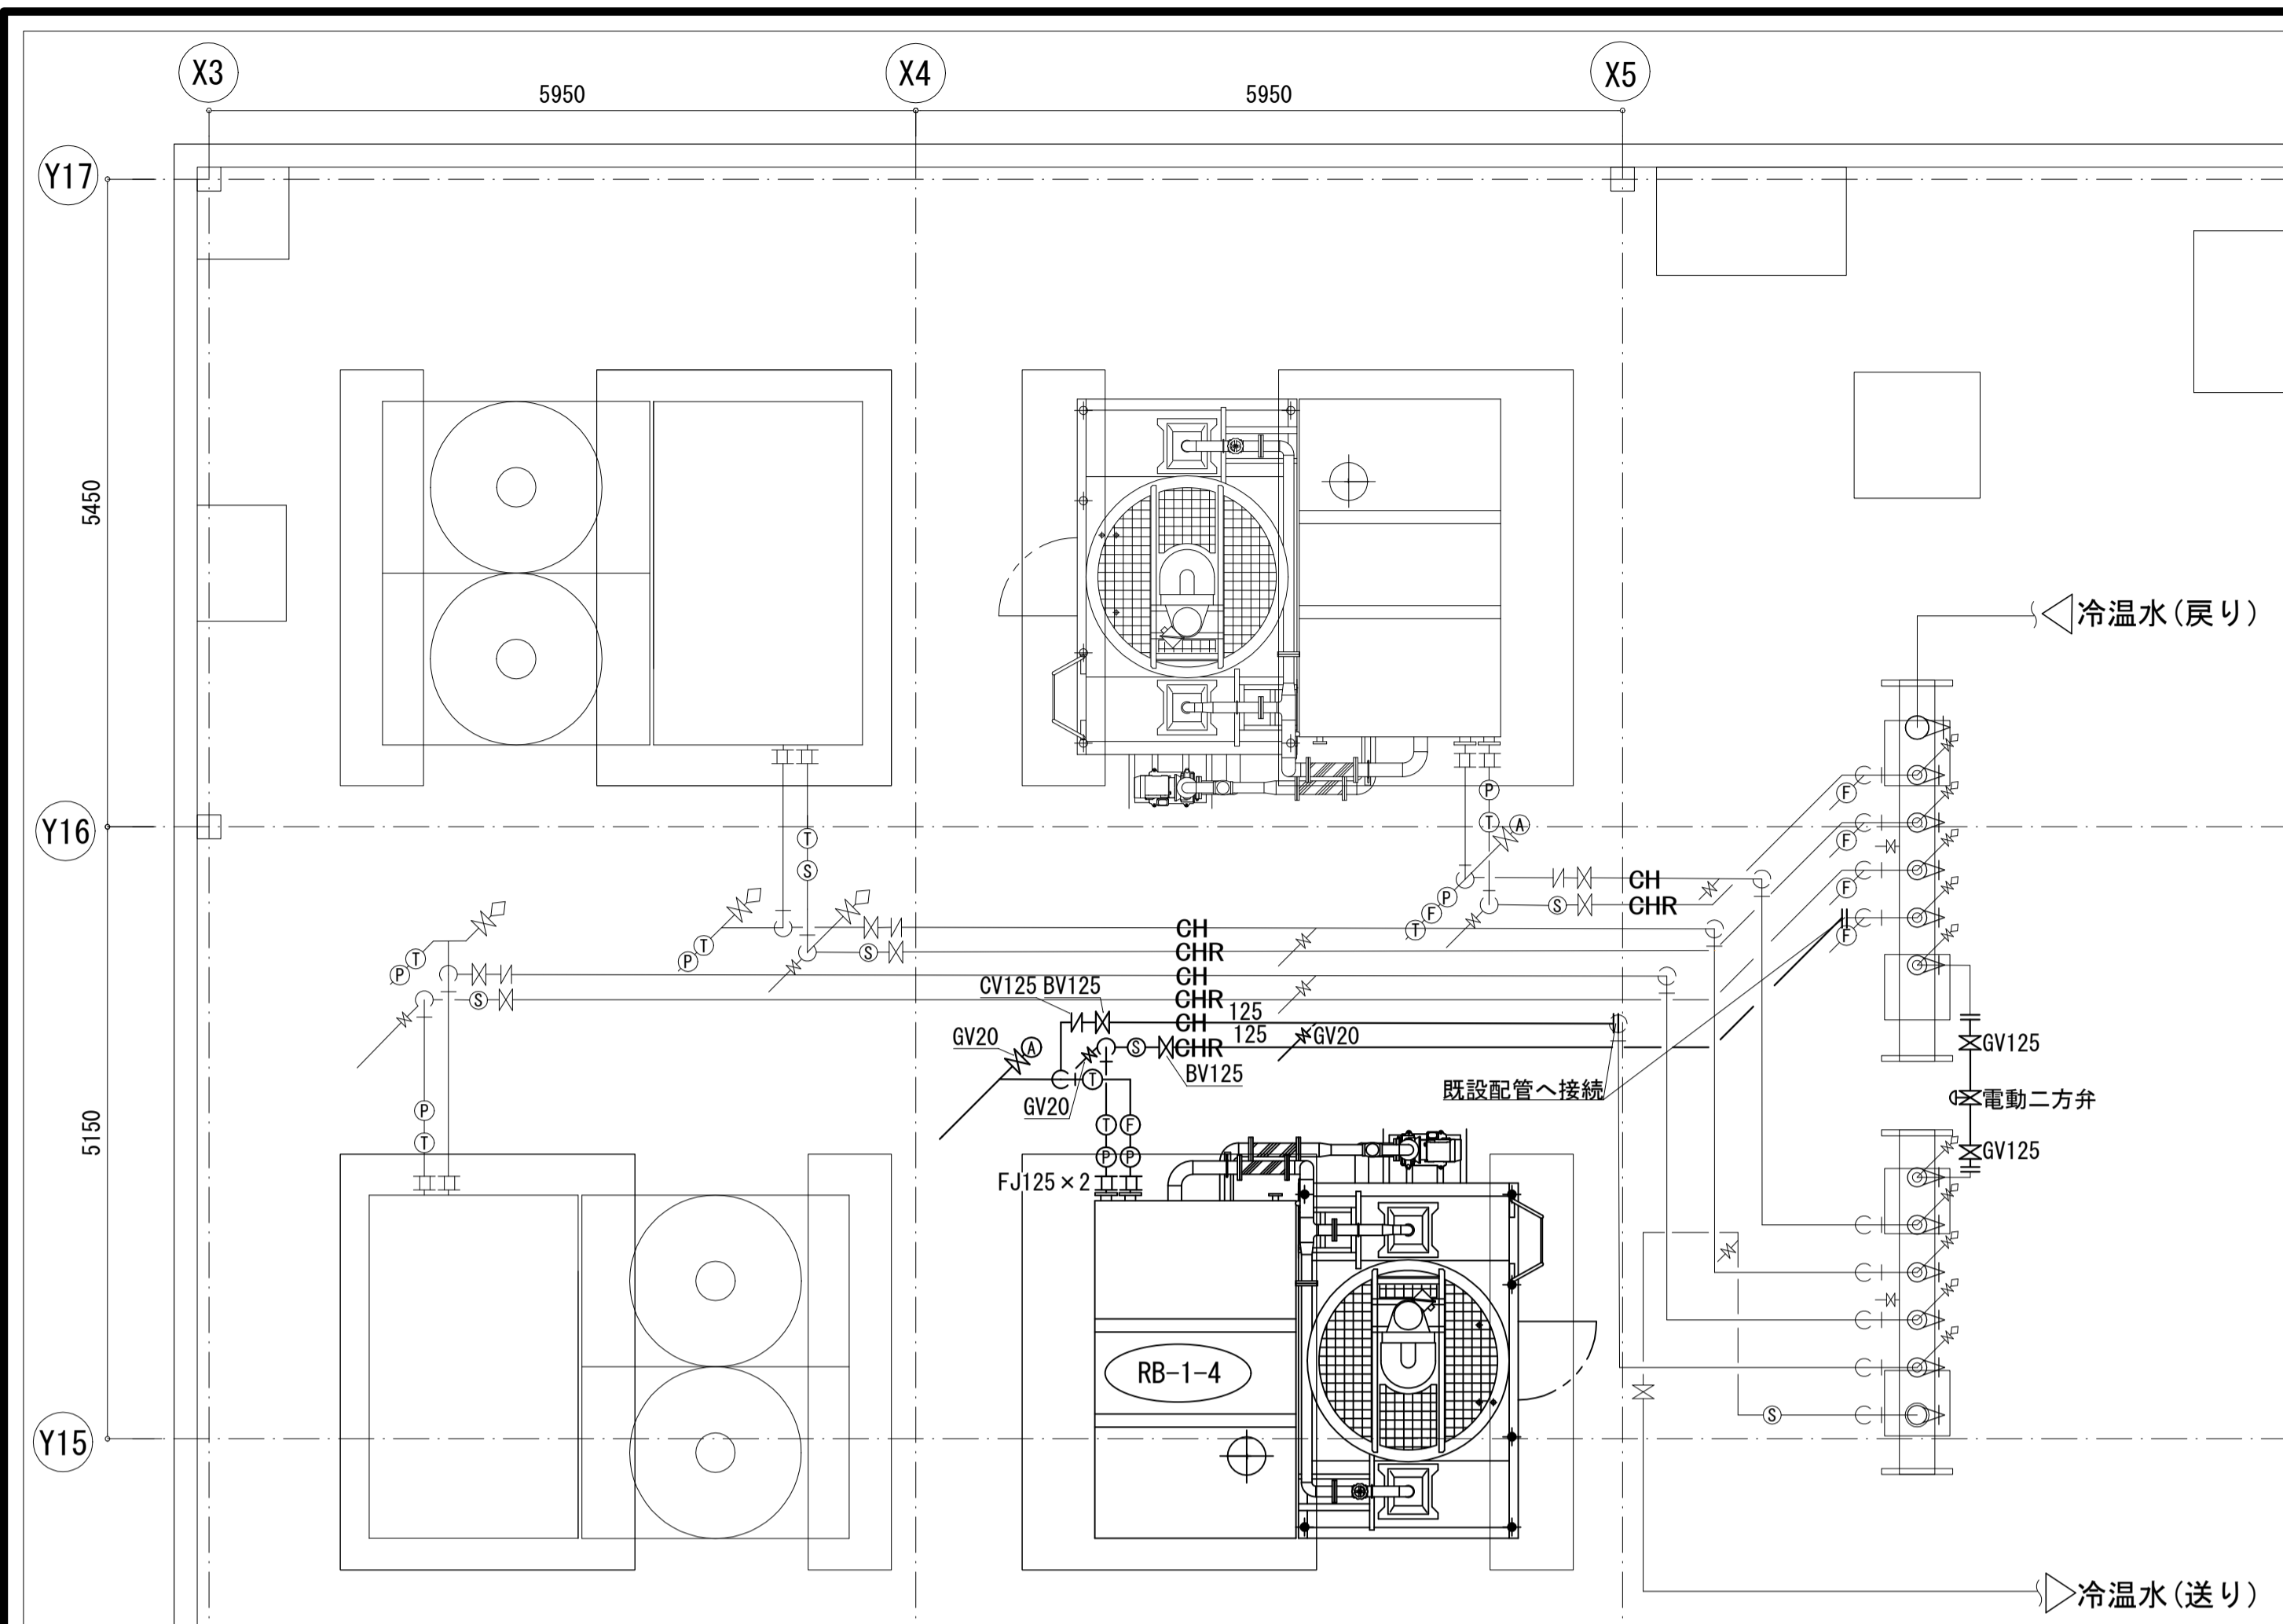 X3
X4
X5
5950
5950
Y17
5450
冷温水(戻り)
P
F
Y16
T
T
A
F
S
CH
F
P
S
CHR
F
CH
T
F
T
P
CHR
S
T
P
CH
CV125 BV125
S
CHR
125
CH
125
GV20
GV20
A
S
CHR
GV125
BV125
T
既設配管へ接続
電動二方弁
GV20
P
T
F
5150
T
GV125
P
P
FJ125×2
RB-1-4
S
Y15
冷温水(送り)